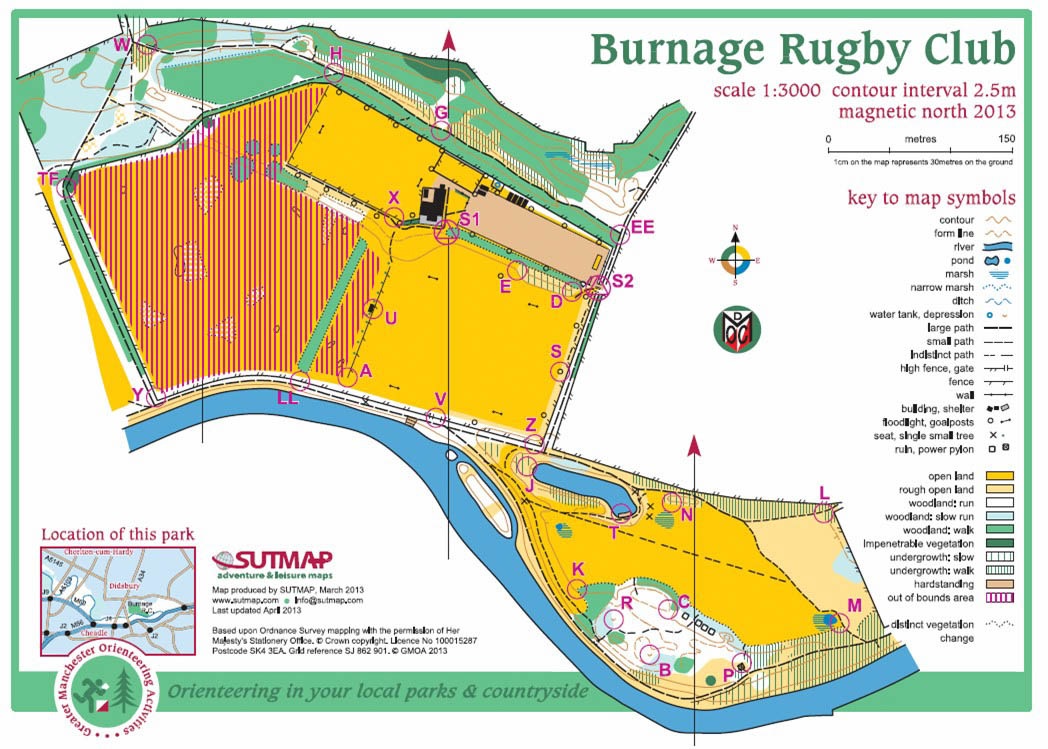 Burnage Rugby Club
scale 1:3000 contour interval 2.5m
magnetic north 2013
0 metres 150
1cm on the map represents 30metres on the ground
key to map symbols
contour
form line
river
pond
marsh
narrow marsh
ditch
water tank, depression
large path
small path
indistinct path
high fence, gate
fence
wall
building, shelter
floodlight, goalposts
seat, single small tree
ruin, power pylon
open land
rough open land
woodland: run
woodland: slow run
woodland: walk
impenetrable vegetation
undergrowth: slow
undergrowth: walk
hardstanding
out of bounds area
distinct vegetation
change
N
W E
S
D
M
OCC
W
H
G
TF
X
S1
EE
E
D
S2
U
S
A
Y
LL
V
Z
J
N
L
T
K
R
C
M
B
P
Location of this park
Chorlton-cum-Hardy
A5145
A34
A5103
Didsbury
M60
J9
Burnage
R.C.
J2 M56
J2
Cheadle
J2
SUTMAP
adventure & leisure maps
Map produced by SUTMAP, March 2013
www.sutmap.com info@sutmap.com
Last updated April 2013
Based upon Ordnance Survey mapping with the permission of Her
Majesty's Stationery Office. © Crown copyright. Licence No 100015287
Postcode SK4 3EA. Grid reference SJ 862 901. © GMOA 2013
Greater Manchester Orienteering Activities
Orienteering in your local parks & countryside